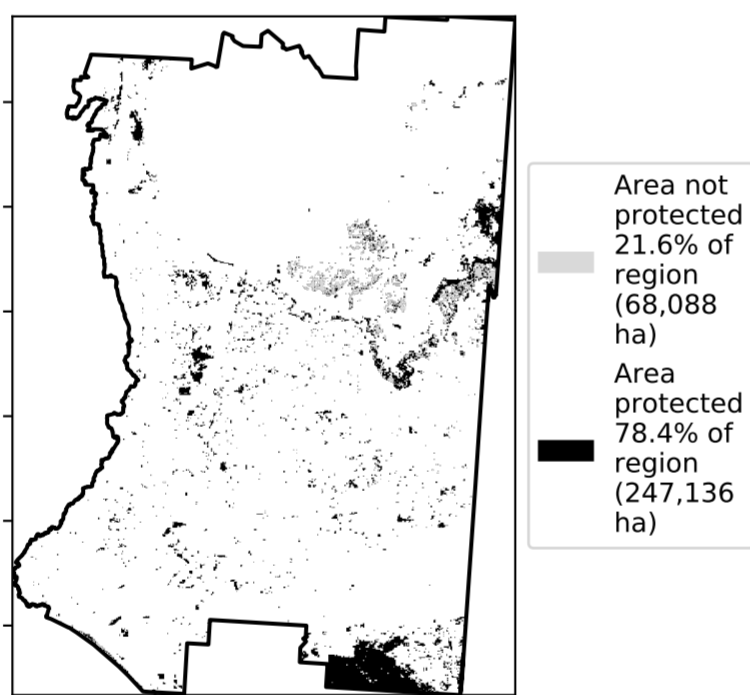 Area not
protected
21.6% of
region
(68,088
ha)
Area
protected
78.4% of
region
(247,136
ha)